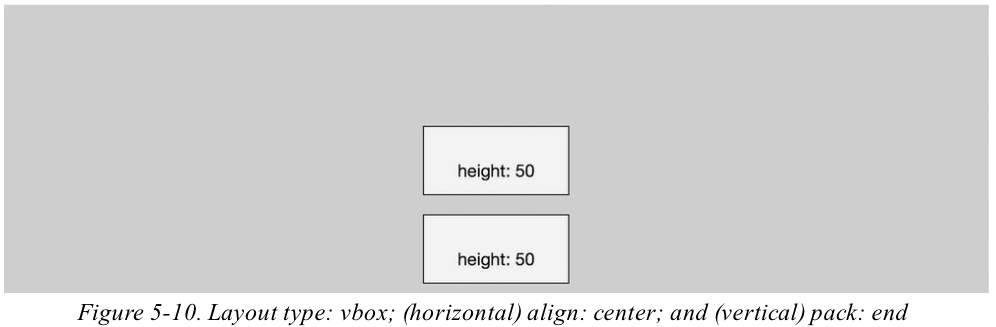 height: 50
height: 50
Figure 5-10. Layout type: vbox; (horizontal) align: center; and (vertical) pack: end